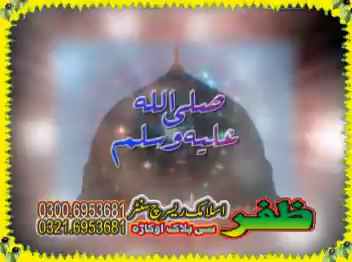 صلی اللہ
علیہ وسلم
ظفر اسلامک ریسرچ سنٹر
سی بلاک اوکاڑہ
0300.6953681
0321.6953681